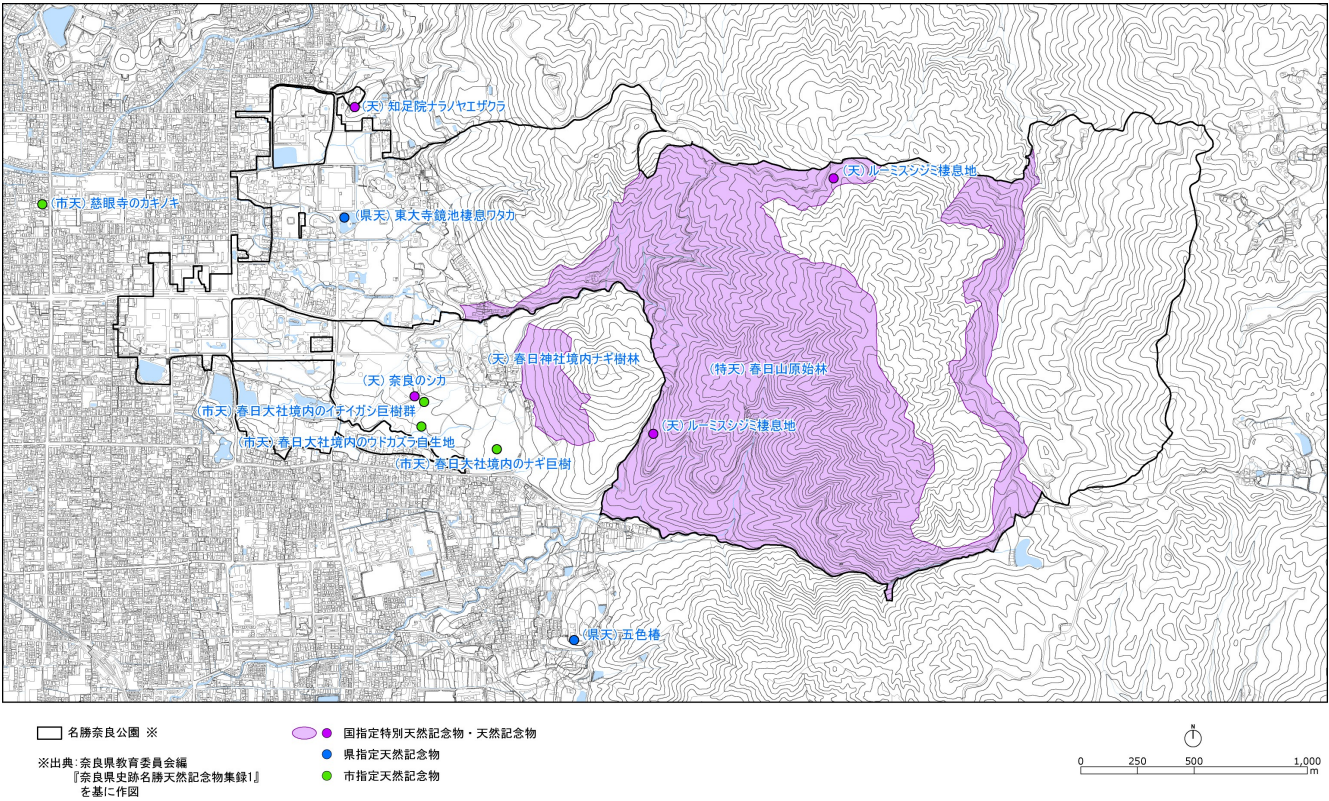 (天) 知足院ナラノヤエザクラ
(天) ルーミスシジミ棲息地
(市天) 慈眼寺のカキノキ
(県天) 東大寺鏡池棲息ワタカ
(天) 春日神社境内ナギ樹林
(特天) 春日山原始林
(天) 奈良のシカ
(市天) 春日大社境内のイチイガシ巨樹群
(天) ルーミスシジミ棲息地
(市天) 春日大社境内のウドカズラ自生地
(市天) 春日大社境内のナギ巨樹
(県天) 五色椿
名勝奈良公園 ※
※出典:奈良県教育委員会編
『奈良県史跡名勝天然記念物集録1』
を基に作図
国指定特別天然記念物・天然記念物
県指定天然記念物
市指定天然記念物
N
0 250 500 1,000
m